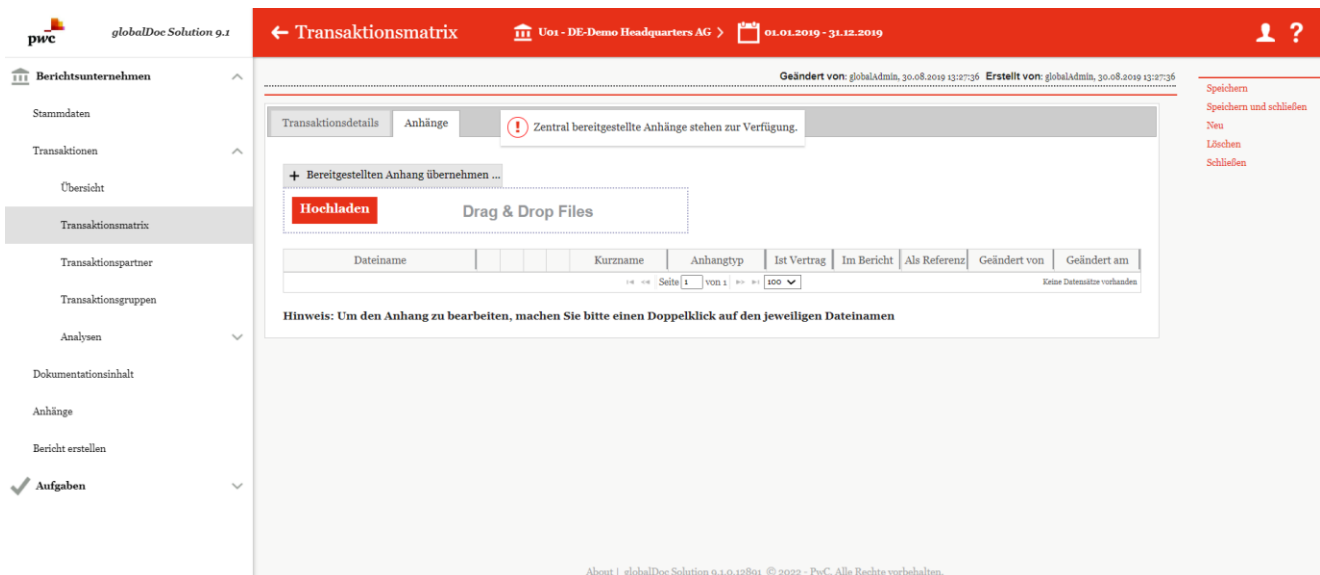 pwc
globalDoc Solution 9.1
Transaktionsmatrix
U01 - DE-Demo Headquarters AG
01.01.2019 - 31.12.2019
?
Berichtsunternehmen
Stammdaten
Transaktionen
Übersicht
Transaktionsmatrix
Transaktionspartner
Transaktionsgruppen
Analysen
Dokumentationsinhalt
Anhänge
Bericht erstellen
Aufgaben
Geändert von: globalAdmin, 30.08.2019 13:27:36 Erstellt von: globalAdmin, 30.08.2019 13:27:36
Transaktionsdetails Anhänge
! Zentral bereitgestellte Anhänge stehen zur Verfügung.
+ Bereitgestellten Anhang übernehmen ...
Hochladen Drag & Drop Files
Dateiname Kurzname Anhangtyp Ist Vertrag Im Bericht Als Referenz Geändert von Geändert am
Seite 1 von 1 100 Keine Datensätze vorhanden
Hinweis: Um den Anhang zu bearbeiten, machen Sie bitte einen Doppelklick auf den jeweiligen Dateinamen
Speichern
Speichern und schließen
Neu
Löschen
Schließen
About | globalDoc Solution 9.1.0.12891 © 2022 - PwC. Alle Rechte vorbehalten.